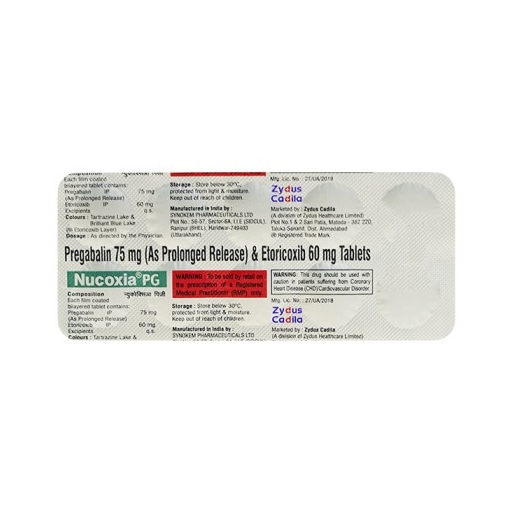 Each film coated
bilayered tablet contains:
Pregabalin IP 75 mg
(As Prolonged Release)
Etoricoxib IP 60 mg
Excipients q.s.
Colours : Tartrazine Lake &
Brilliant Blue Lake
(in Etoricoxib Layer)
Dosage : As directed by the Physician.
Storage : Store below 30°C,
protected from light & moisture.
Keep out of reach of children.
Manufactured in India by :
SYNOKEM PHARMACEUTICALS LTD
Plot No.: 56-57, Sector-6A, I.I.E (SIDCUL),
Ranipur (BHEL), Haridwar-249403
(Uttarakhand)
Mfg. Lic. No. : 27/UA/2018
Zydus
Cadila
Marketed by : Zydus Cadila
(A division of Zydus Healthcare Limited)
Plot No.1 & 2 Sari Patia, Matoda - 382 220,
Taluka Sanand, Dist. Ahmedabad
® Registered Trade Mark.
Pregabalin 75 mg (As Prolonged Release) & Etoricoxib 60 mg Tablets
Nucoxia® PG
WARNING : To be sold by retail on
the prescription of a Registered
Medical Practitioner (RMP) only.
WARNING: This drug should be used with
caution in patients suffering from Coronary
Heart Disease (CHD)/Cardiovascular Disorder.
Composition न्युकोक्सिआ पिजी
Each film coated
bilayered tablet contains:
Pregabalin IP 75 mg
(As Prolonged Release)
Etoricoxib IP 60 mg
Excipients q.s.
Colours : Tartrazine Lake &
Storage : Store below 30°C,
protected from light & moisture.
Keep out of reach of children.
Manufactured in India by :
SYNOKEM PHARMACEUTICALS LTD
Mfg. Lic. No. : 27/UA/2018
Zydus
Cadila
Marketed by : Zydus Cadila
(A division of Zydus Healthcare Limited)